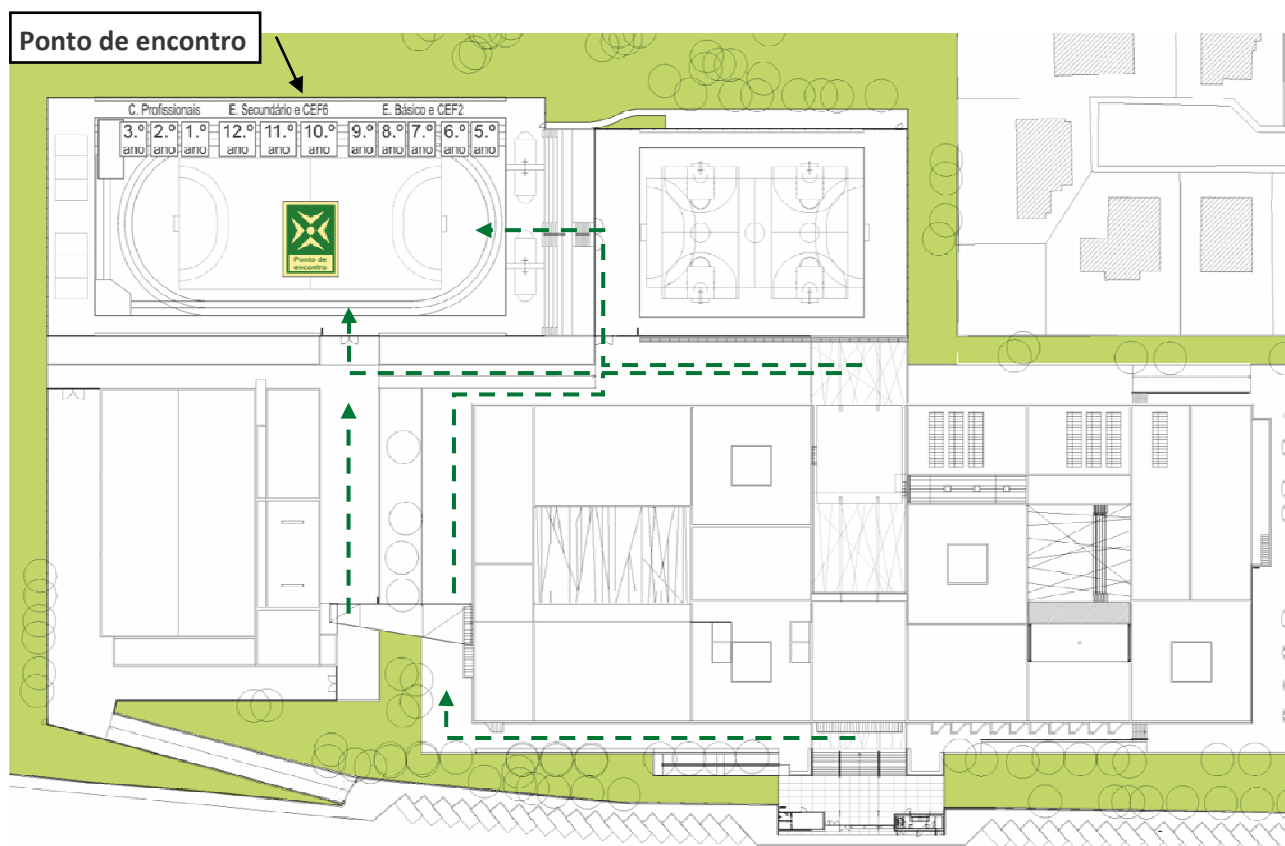 Ponto de encontro
C. Profissionais E. Secundário e CEF6 E. Básico e CEF2
3.º 2.º 1.º 12.º 11.º 10.º 9.º 8.º 7.º 6.º 5.º
ano ano ano ano ano ano ano ano ano ano ano
Ponto de
encontro